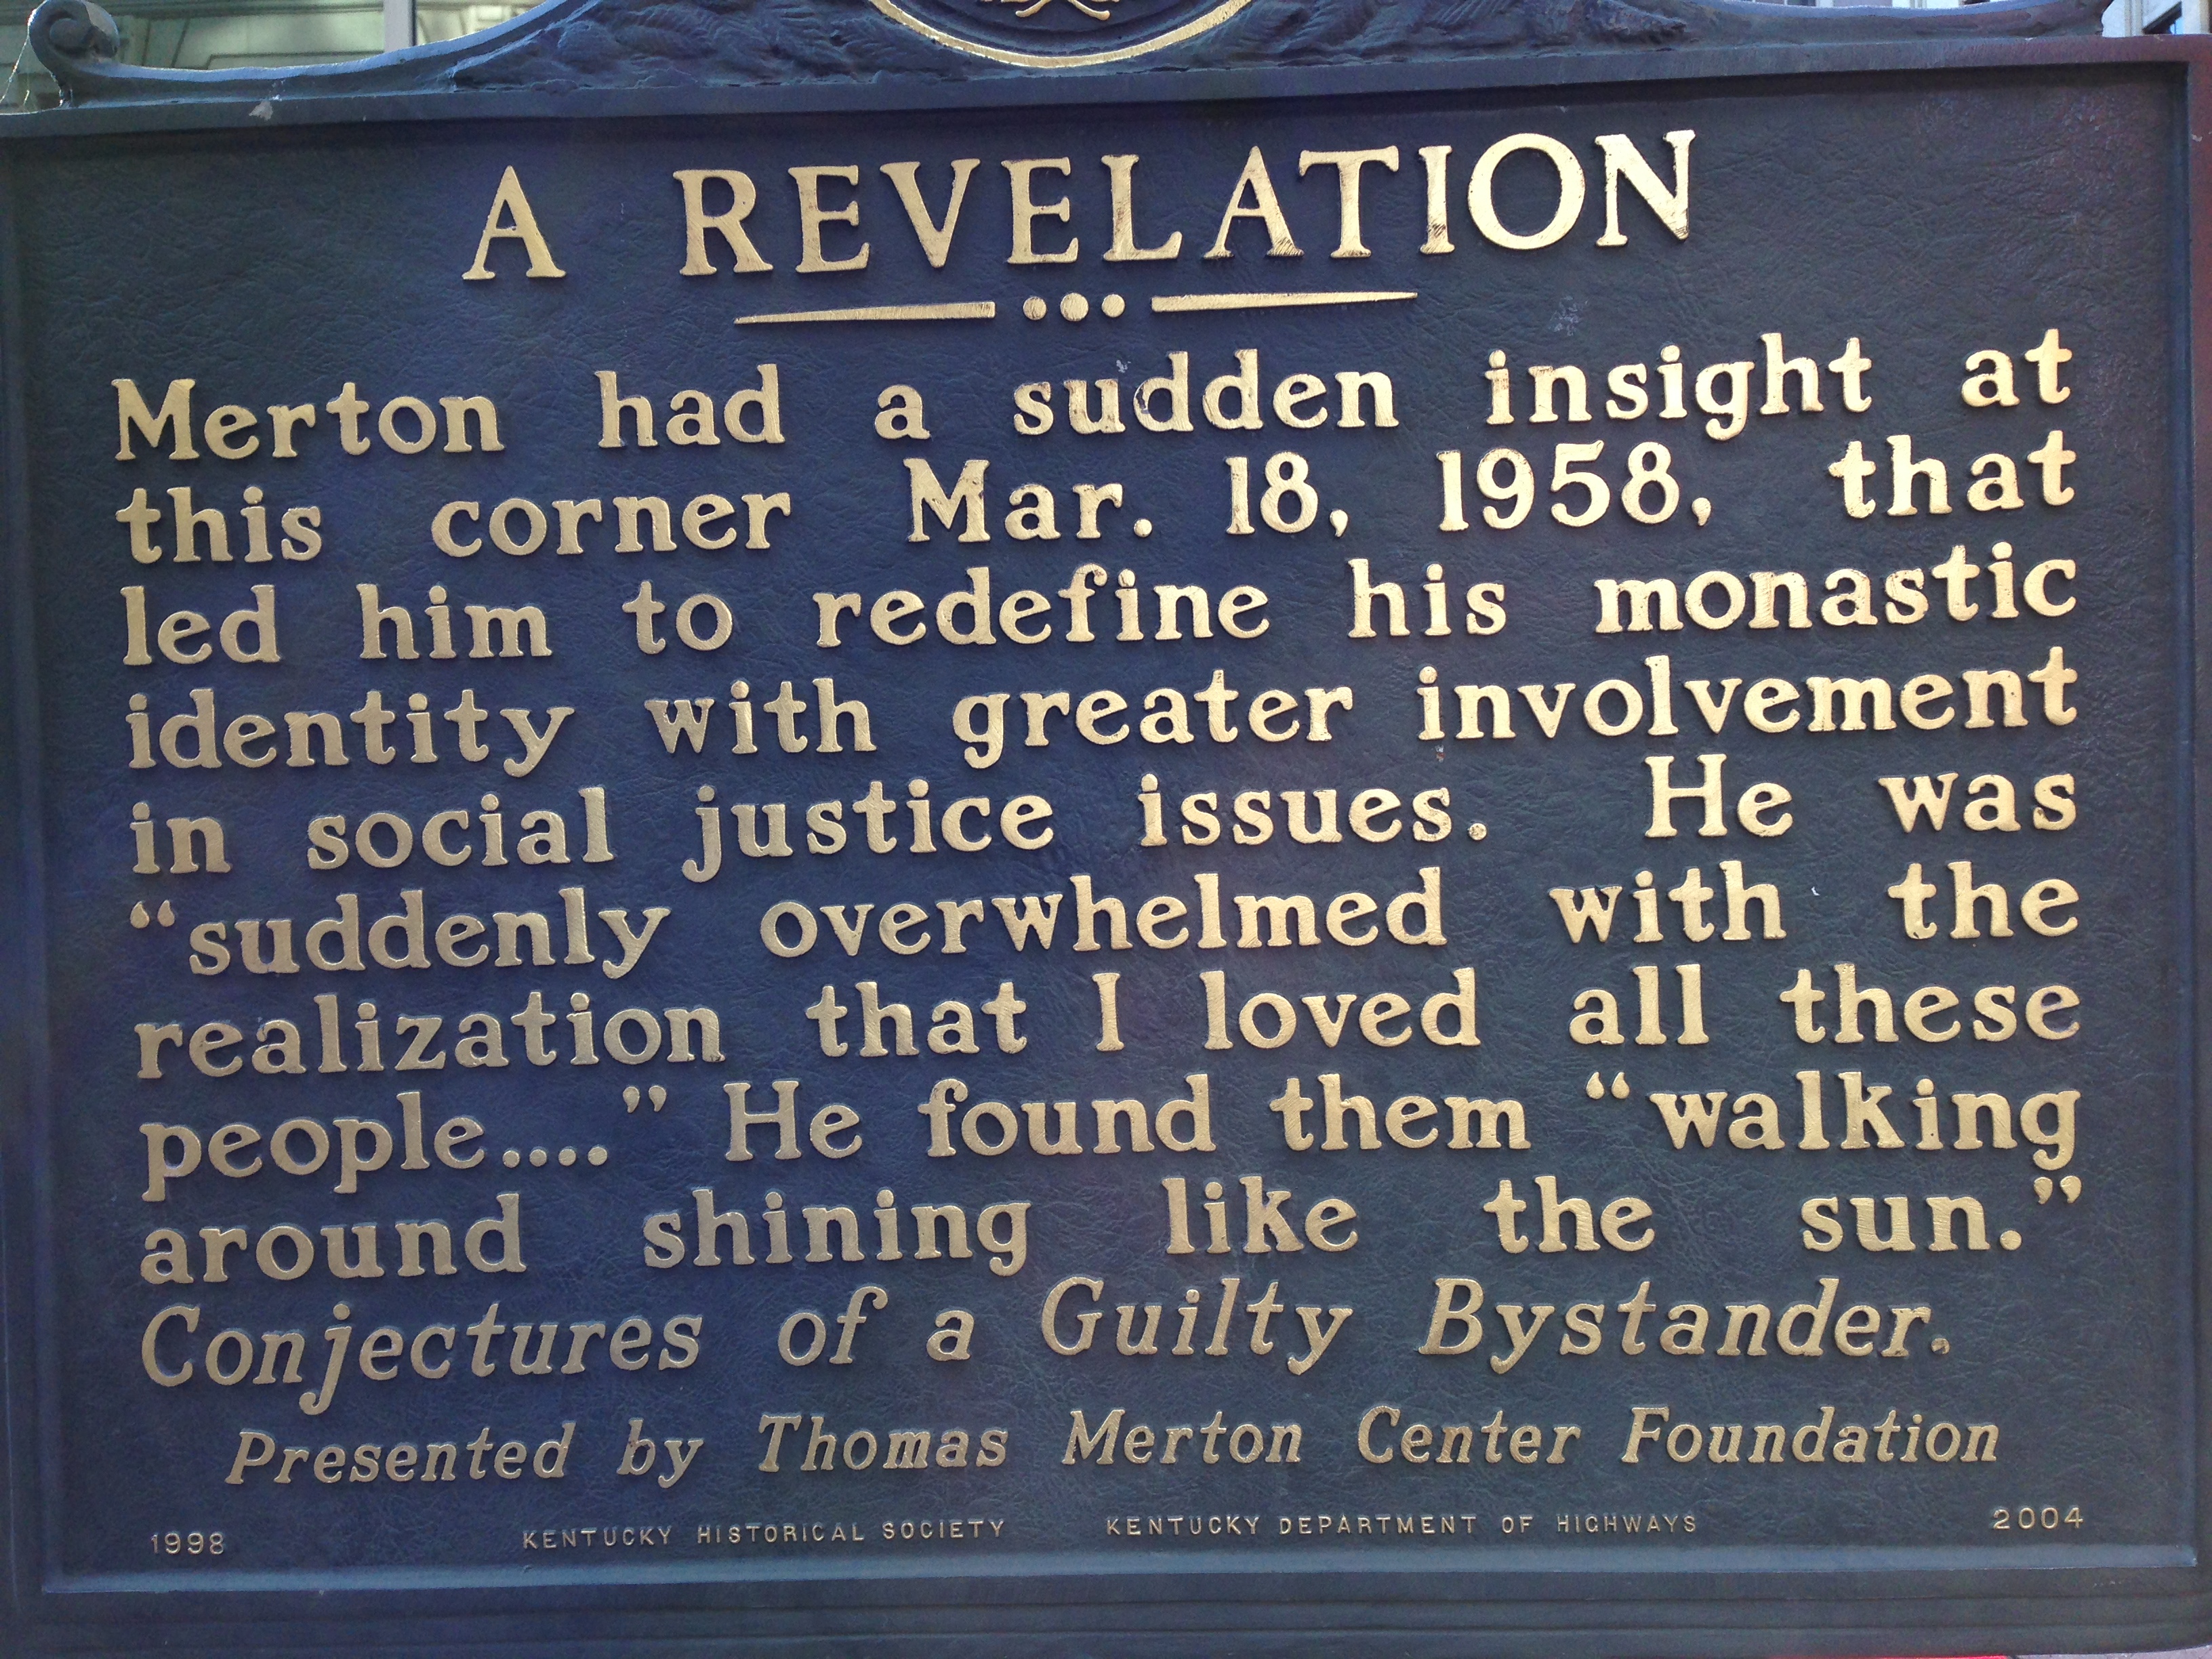 A REVELATION
Merton had a sudden insight at
this corner Mar. 18, 1958, that
led him to redefine his monastic
identity with greater involvement
in social justice issues. He was
“suddenly overwhelmed with the
realization that I loved all these
people....” He found them “walking
around shining like the sun.”
Conjectures of a Guilty Bystander.
Presented by Thomas Merton Center Foundation
1998 KENTUCKY HISTORICAL SOCIETY KENTUCKY DEPARTMENT OF HIGHWAYS 2004